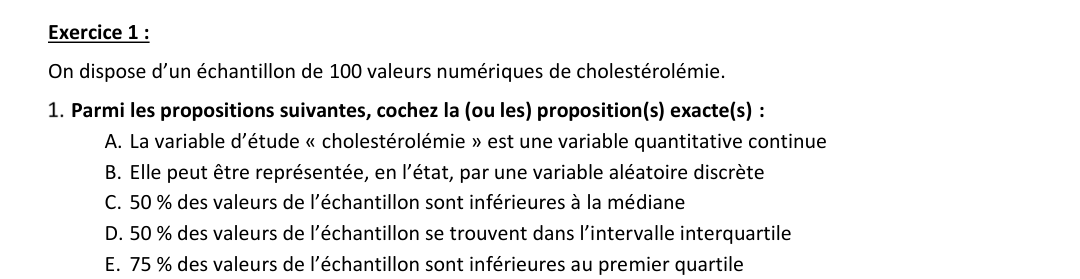 Exercice 1 :
On dispose d’un échantillon de 100 valeurs numériques de cholestérolémie.
1. Parmi les propositions suivantes, cochez la (ou les) proposition(s) exacte(s) :
A. La variable d’étude « cholestérolémie » est une variable quantitative continue
B. Elle peut être représentée, en l’état, par une variable aléatoire discrète
C. 50 % des valeurs de l’échantillon sont inférieures à la médiane
D. 50 % des valeurs de l’échantillon se trouvent dans l’intervalle interquartile
E. 75 % des valeurs de l’échantillon sont inférieures au premier quartile